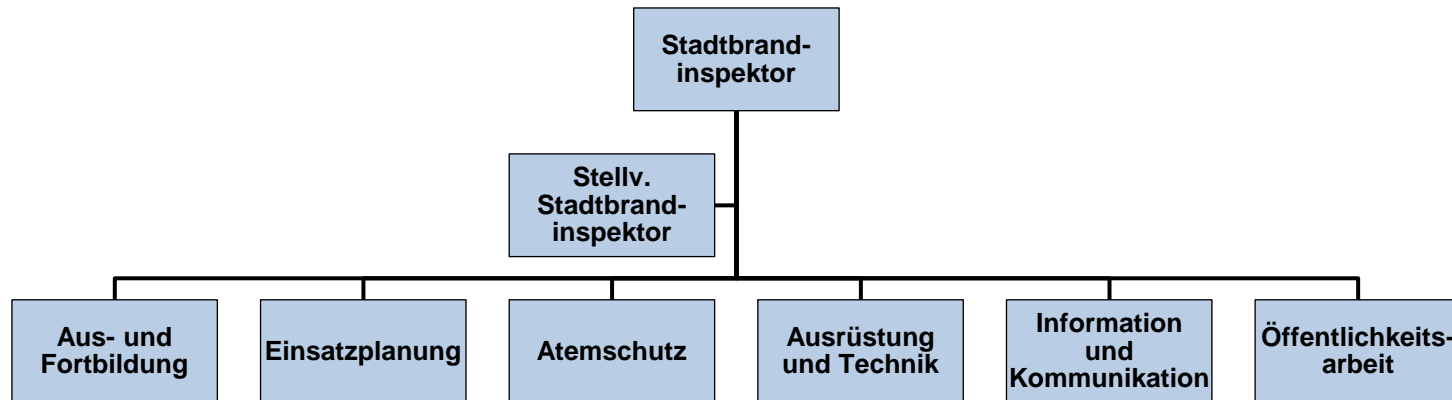 Stadtbrand-
inspektor
Stellv.
Stadtbrand-
inspektor
Aus- und
Fortbildung
Einsatzplanung
Atemschutz
Ausrüstung
und Technik
Information
und
Kommunikation
Öffentlichkeits-
arbeit